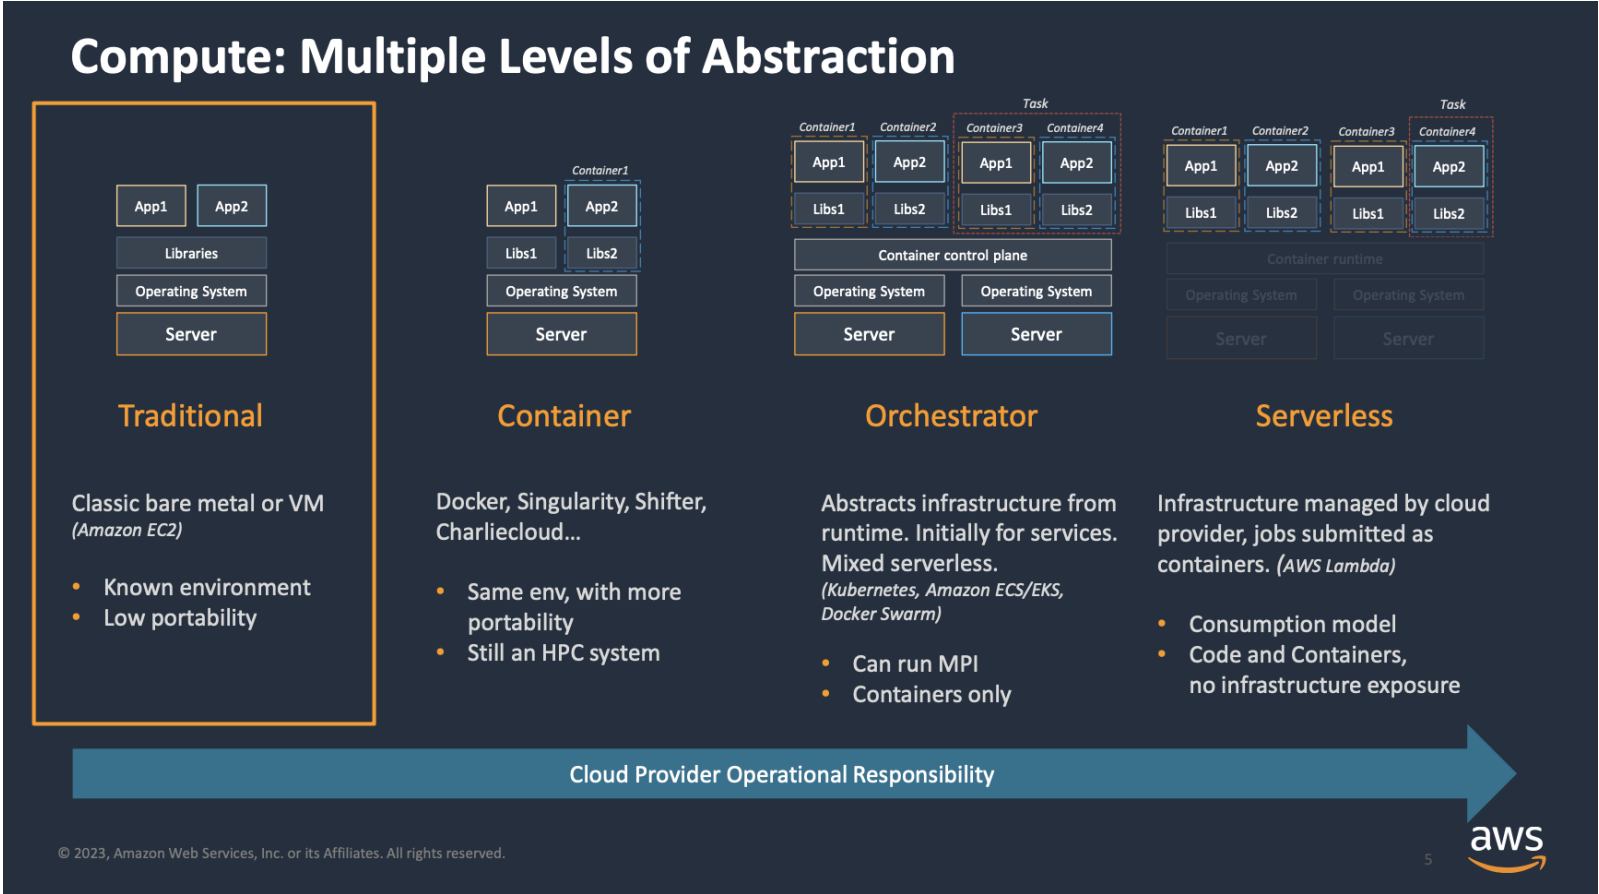 Compute: Multiple Levels of Abstraction
App1
App2
Libraries
Operating System
Server
Traditional
Classic bare metal or VM
(Amazon EC2)
• Known environment
• Low portability
Container1
App1
App2
Libs1
Libs2
Operating System
Server
Container
Docker, Singularity, Shifter,
Charliecloud...
• Same env, with more
portability
• Still an HPC system
Task
Container1
Container2
Container3
Container4
App1
App2
App1
App2
Libs1
Libs2
Libs1
Libs2
Container control plane
Operating System
Operating System
Server
Server
Orchestrator
Abstracts infrastructure from
runtime. Initially for services.
Mixed serverless.
(Kubernetes, Amazon ECS/EKS,
Docker Swarm)
• Can run MPI
• Containers only
Task
Container1
Container2
Container3
Container4
App1
App2
App1
App2
Libs1
Libs2
Libs1
Libs2
Container runtime
Operating System
Operating System
Server
Server
Serverless
Infrastructure managed by cloud
provider, jobs submitted as
containers. (AWS Lambda)
• Consumption model
• Code and Containers,
no infrastructure exposure
Cloud Provider Operational Responsibility
© 2023, Amazon Web Services, Inc. or its Affiliates. All rights reserved.
5
aws